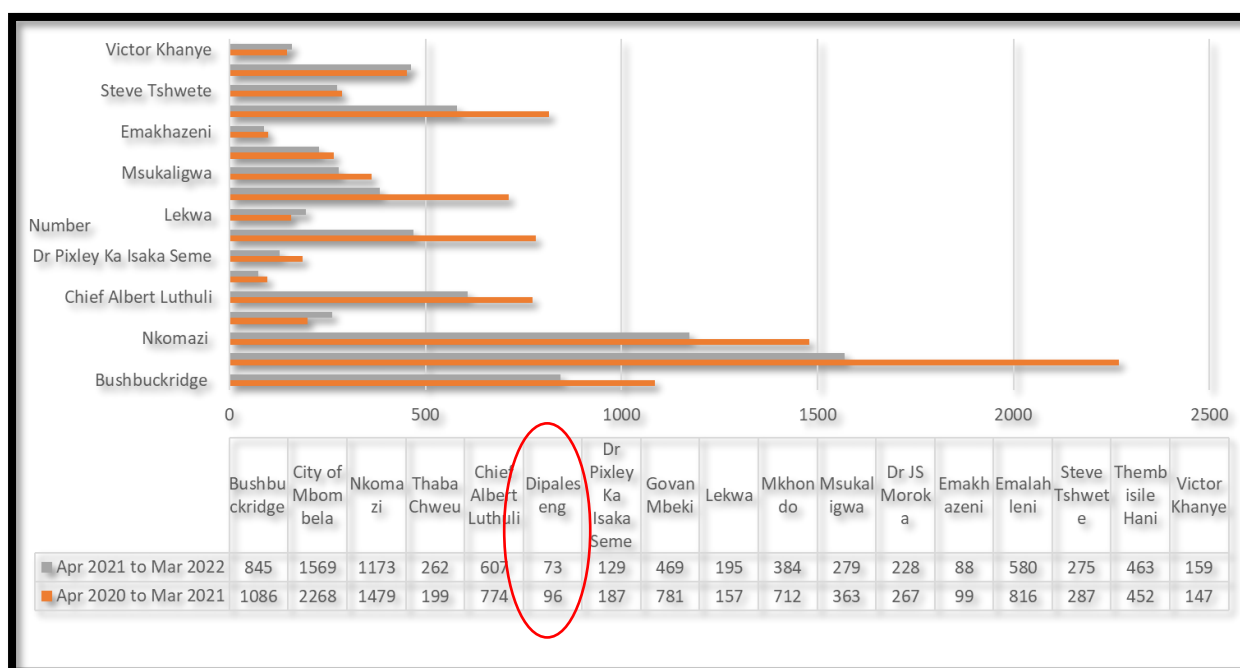 Victor Khanye
Steve Tshwete
Emakhazeni
Msukaligwa
Lekwa
Number
Dr Pixley Ka Isaka Seme
Chief Albert Luthuli
Nkomazi
Bushbuckridge
0 500 1000 1500 2000 2500
Bushbu
ckridge
City of
Mbom
bela
Nkoma
zi
Thaba
Chweu
Chief
Albert
Luthuli
Dipales
eng
Dr
Pixley
Ka
Isaka
Seme
Govan
Mbeki
Lekwa
Mkhon
do
Msukal
igwa
Dr JS
Morok
a
Emakh
azeni
Emalah
leni
Steve
Tshwet
e
Themb
isile
Hani
Victor
Khanye
Apr 2021 to Mar 2022 845 1569 1173 262 607 73 129 469 195 384 279 228 88 580 275 463 159
Apr 2020 to Mar 2021 1086 2268 1479 199 774 96 187 781 157 712 363 267 99 816 287 452 147